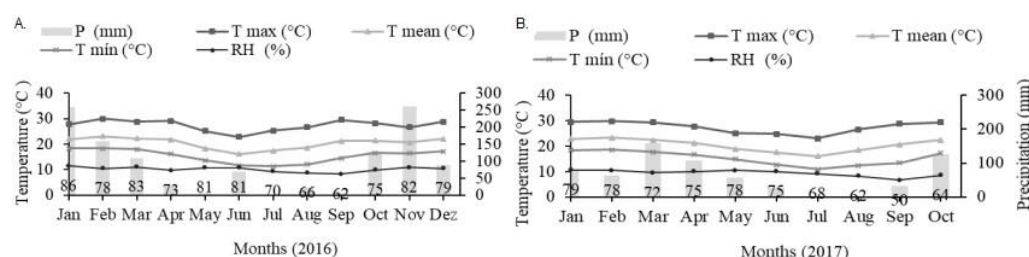 A.
P (mm)
T max (°C)
T mean (°C)
T mín (°C)
RH (%)
Temperature (°C)
40
30
20
10
0
300
250
200
150
100
50
0
86 78 83 73 81 81 70 66 62 75 82 79
Jan Feb Mar Apr May Jun Jul Aug Sep Oct Nov Dez
Months (2016)
B.
P (mm)
T max (°C)
T mean (°C)
T mín (°C)
RH (%)
Temperature (°C)
40
30
20
10
0
300
200
100
0
Precipitation (mm)
79 78 72 75 78 75 68 62 50 64
Jan Feb Mar Apr May Jun Jul Aug Sep Oct
Months (2017)